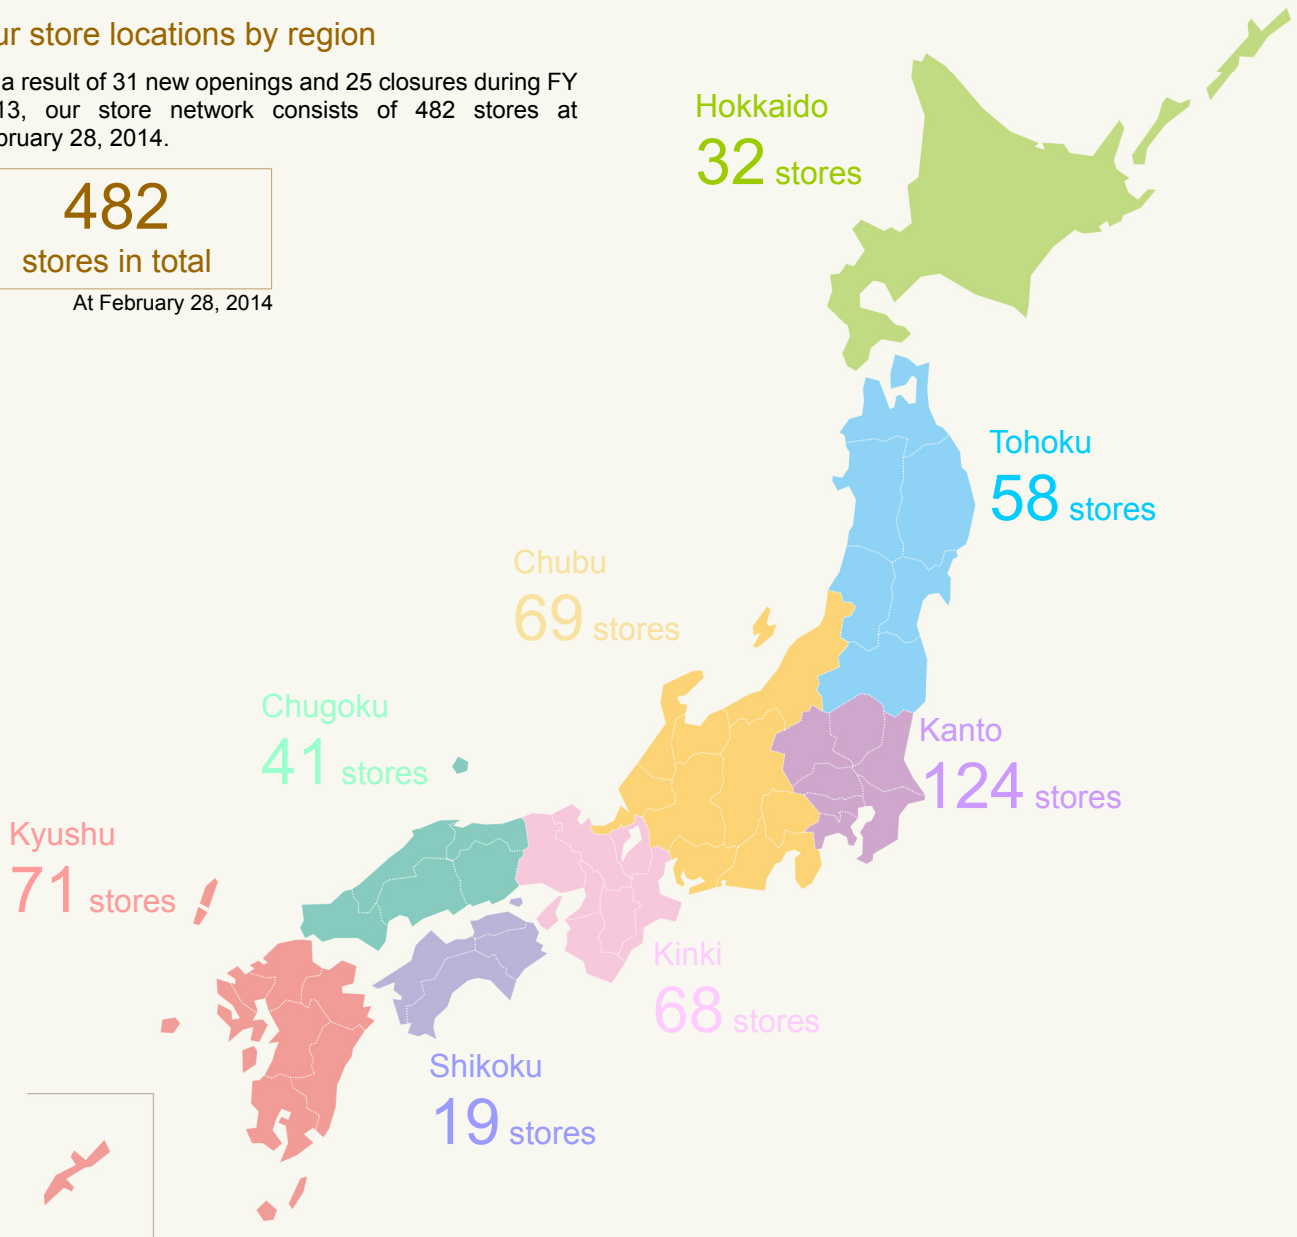 ur store locations by region
a result of 31 new openings and 25 closures during FY
13, our store network consists of 482 stores at
bruary 28, 2014.
482
stores in total
At February 28, 2014
Hokkaido
32 stores
Tohoku
58 stores
Chubu
69 stores
Chugoku
41 stores
Kanto
124 stores
Kyushu
71 stores
Kinki
68 stores
Shikoku
19 stores